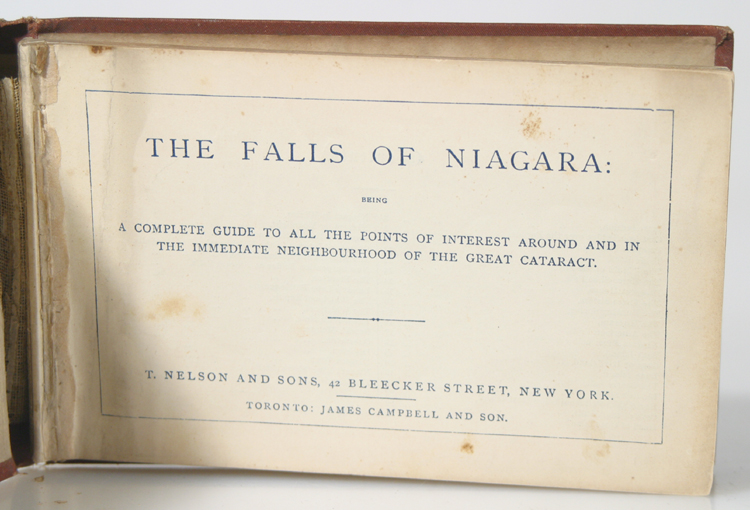 THE FALLS OF NIAGARA:
BEING
A COMPLETE GUIDE TO ALL THE POINTS OF INTEREST AROUND AND IN
THE IMMEDIATE NEIGHBOURHOOD OF THE GREAT CATARACT.
T. NELSON AND SONS, 42 BLEECKER STREET, NEW YORK.
TORONTO: JAMES CAMPBELL AND SON.